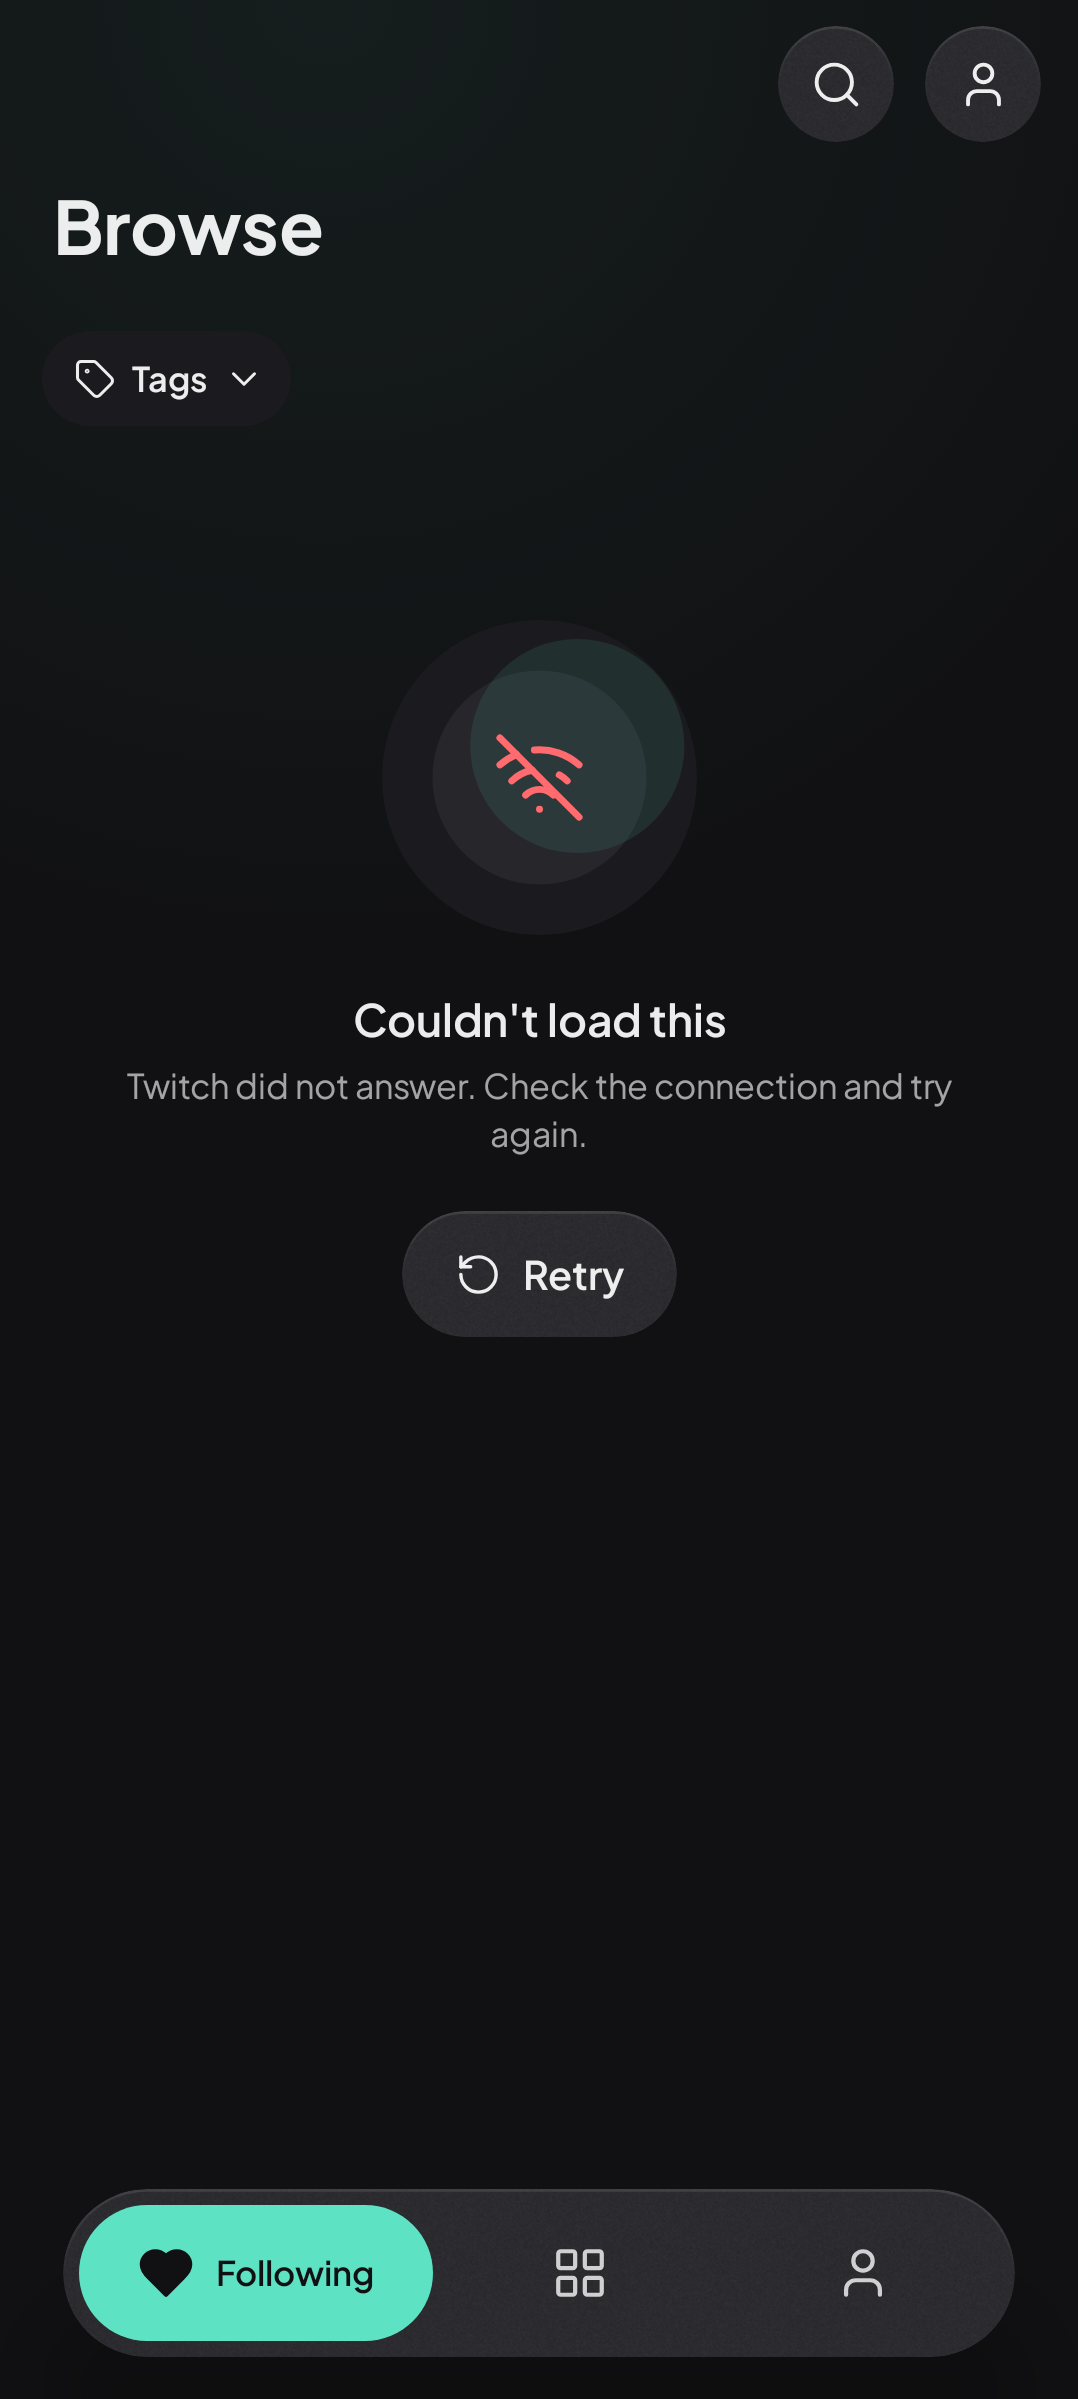 Browse
Tags
Couldn't load this
Twitch did not answer. Check the connection and try
again.
Retry
Following